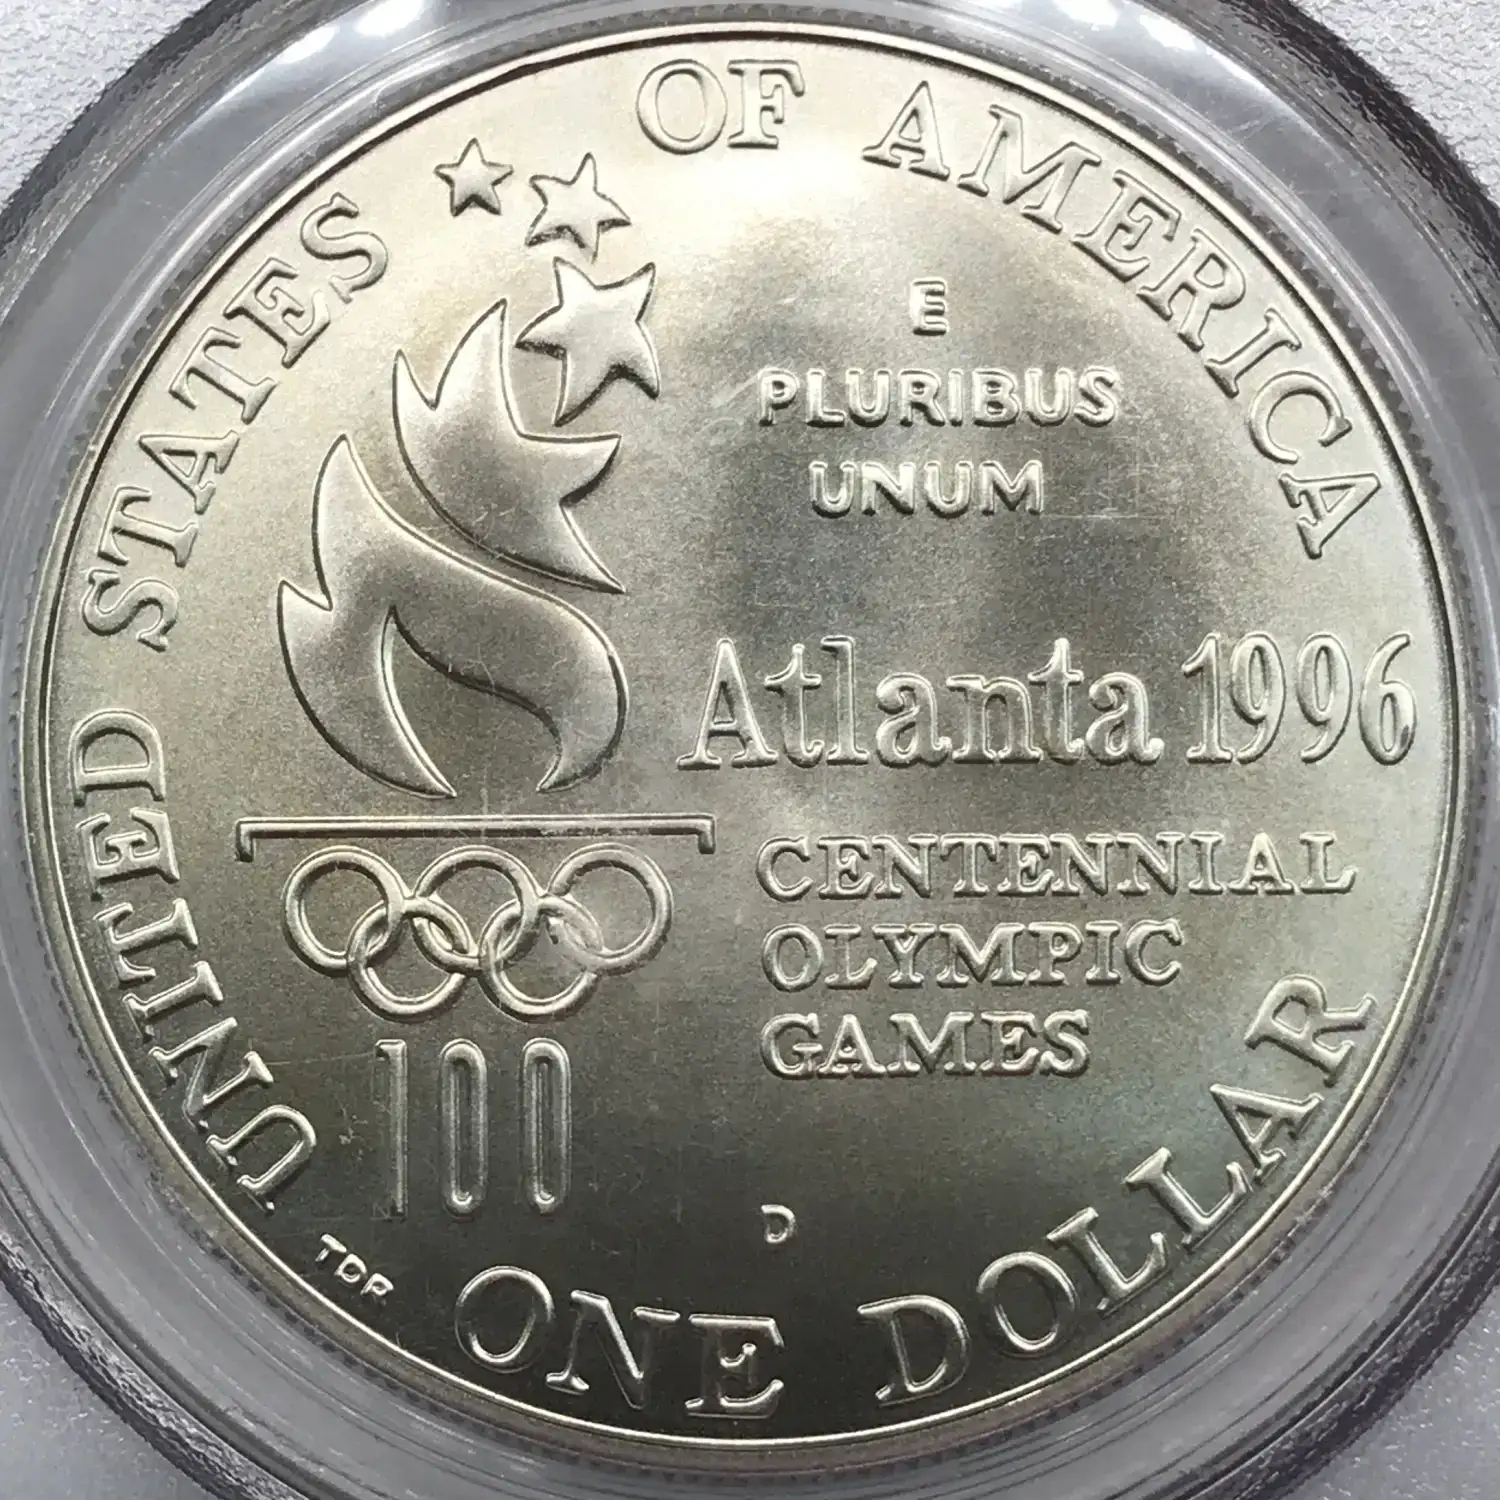 UNITED STATES OF AMERICA
E
PLURIBUS
UNUM
Atlanta 1996
CENTENNIAL
OLYMPIC
GAMES
100
D
TDR
ONE DOLLAR